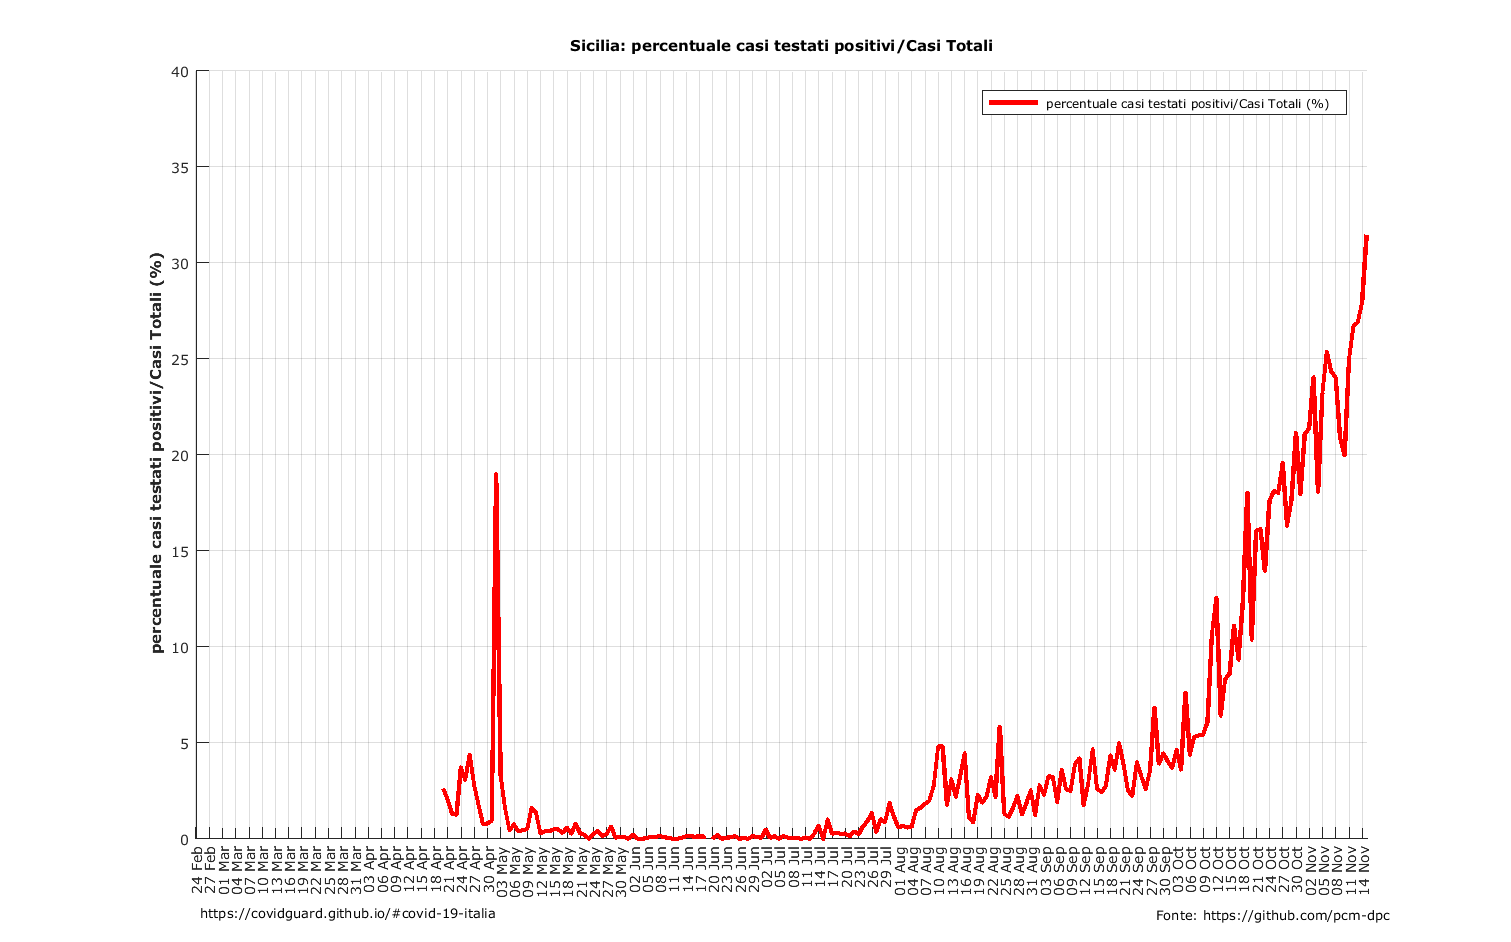 Sicilia: percentuale casi testati positivi/Casi Totali
percentuale casi testati positivi/Casi Totali (%)
percentuale casi testati positivi/Casi Totali (%)
40
35
30
25
20
15
10
5
0
24 Feb
27 Feb
01 Mar
04 Mar
07 Mar
10 Mar
13 Mar
16 Mar
19 Mar
22 Mar
25 Mar
28 Mar
31 Mar
03 Apr
06 Apr
09 Apr
12 Apr
15 Apr
18 Apr
21 Apr
24 Apr
27 Apr
30 Apr
03 May
06 May
09 May
12 May
15 May
18 May
21 May
24 May
27 May
30 May
02 Jun
05 Jun
08 Jun
11 Jun
14 Jun
17 Jun
20 Jun
23 Jun
26 Jun
29 Jun
02 Jul
05 Jul
08 Jul
11 Jul
14 Jul
17 Jul
20 Jul
23 Jul
26 Jul
29 Jul
01 Aug
04 Aug
07 Aug
10 Aug
13 Aug
16 Aug
19 Aug
22 Aug
25 Aug
28 Aug
31 Aug
03 Sep
06 Sep
09 Sep
12 Sep
15 Sep
18 Sep
21 Sep
24 Sep
27 Sep
30 Sep
03 Oct
06 Oct
09 Oct
12 Oct
15 Oct
18 Oct
21 Oct
24 Oct
27 Oct
30 Oct
02 Nov
05 Nov
08 Nov
11 Nov
14 Nov
https://covidguard.github.io/#covid-19-italia
Fonte: https://github.com/pcm-dpc